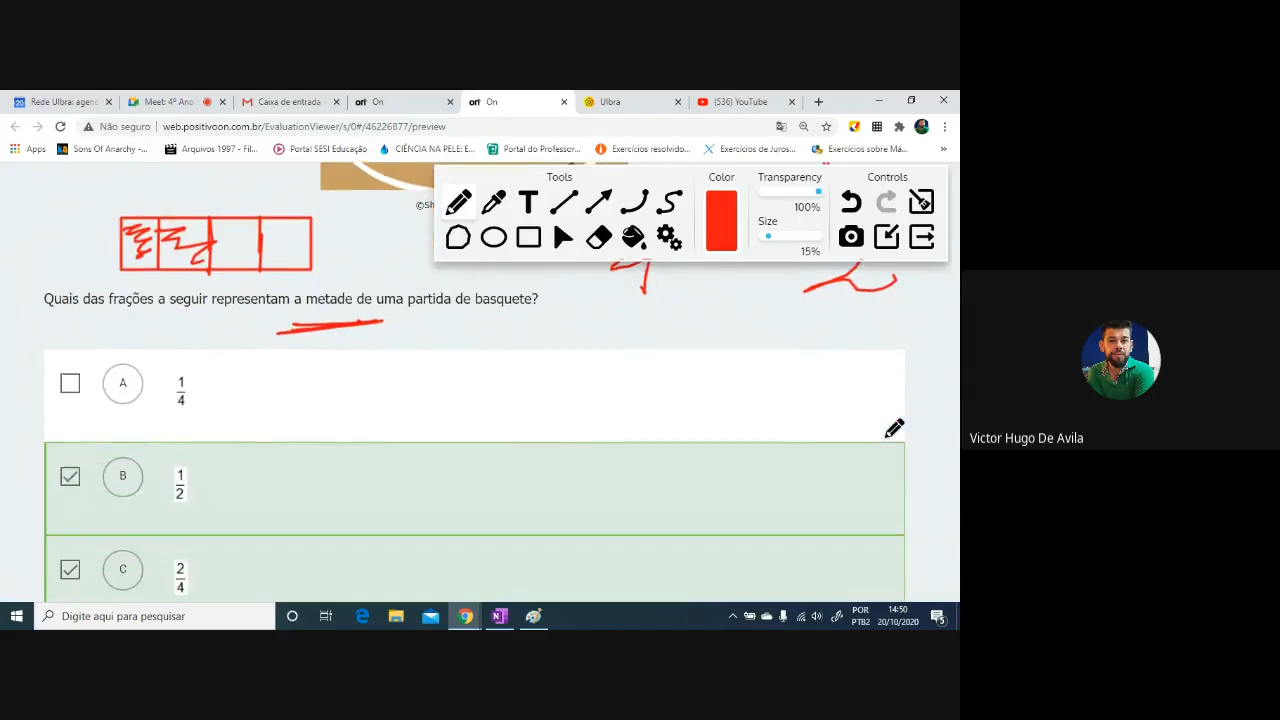 Rede Ulbra: agen
Meet: 4º Ano
Caixa de entrada
On
On
Ulbra
(536) YouTube
Não seguro
web.positivoon.com.br/EvaluationViewer/s/0#/46226877/preview
Apps
Sons Of Anarchy -...
Arquivos 1997 - Fil...
Portal SESI Educação
CIÊNCIA NA PELE: E...
Portal do Professor...
Exercícios resolvido...
Exercícios de Juros...
Exercícios sobre Má...
»
Tools
Color
Transparency
100%
Size
15%
Controls
©Sh
Quais das frações a seguir representam a metade de uma partida de basquete?
A
1
4
B
1
2
C
2
4
Victor Hugo De Avila
Digite aqui para pesquisar
POR
PTB2
14:50
20/10/2020
5